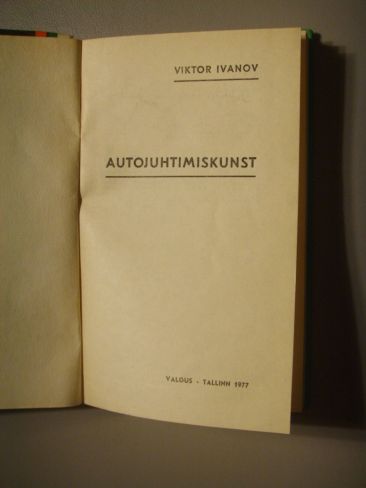 VIKTOR IVANOV
AUTOJUHTIMISKUNST
VALGUS - TALLINN 1977